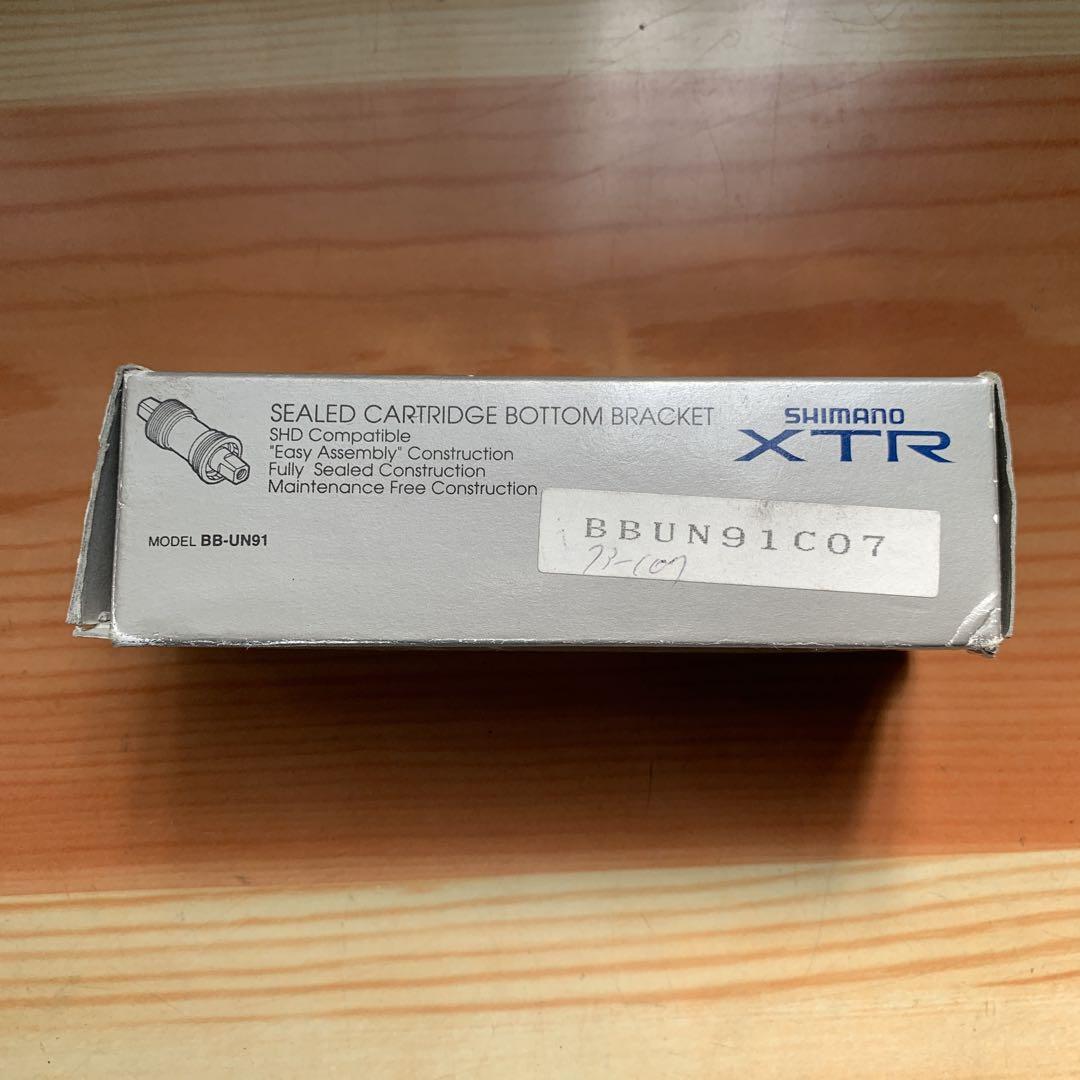 SEALED CARTRIDGE BOTTOM BRACKET
SHD Compatible
"Easy Assembly" Construction
Fully Sealed Construction
Maintenance Free Construction
SHIMANO
XTR
MODEL BB-UN91
BBUN91C07